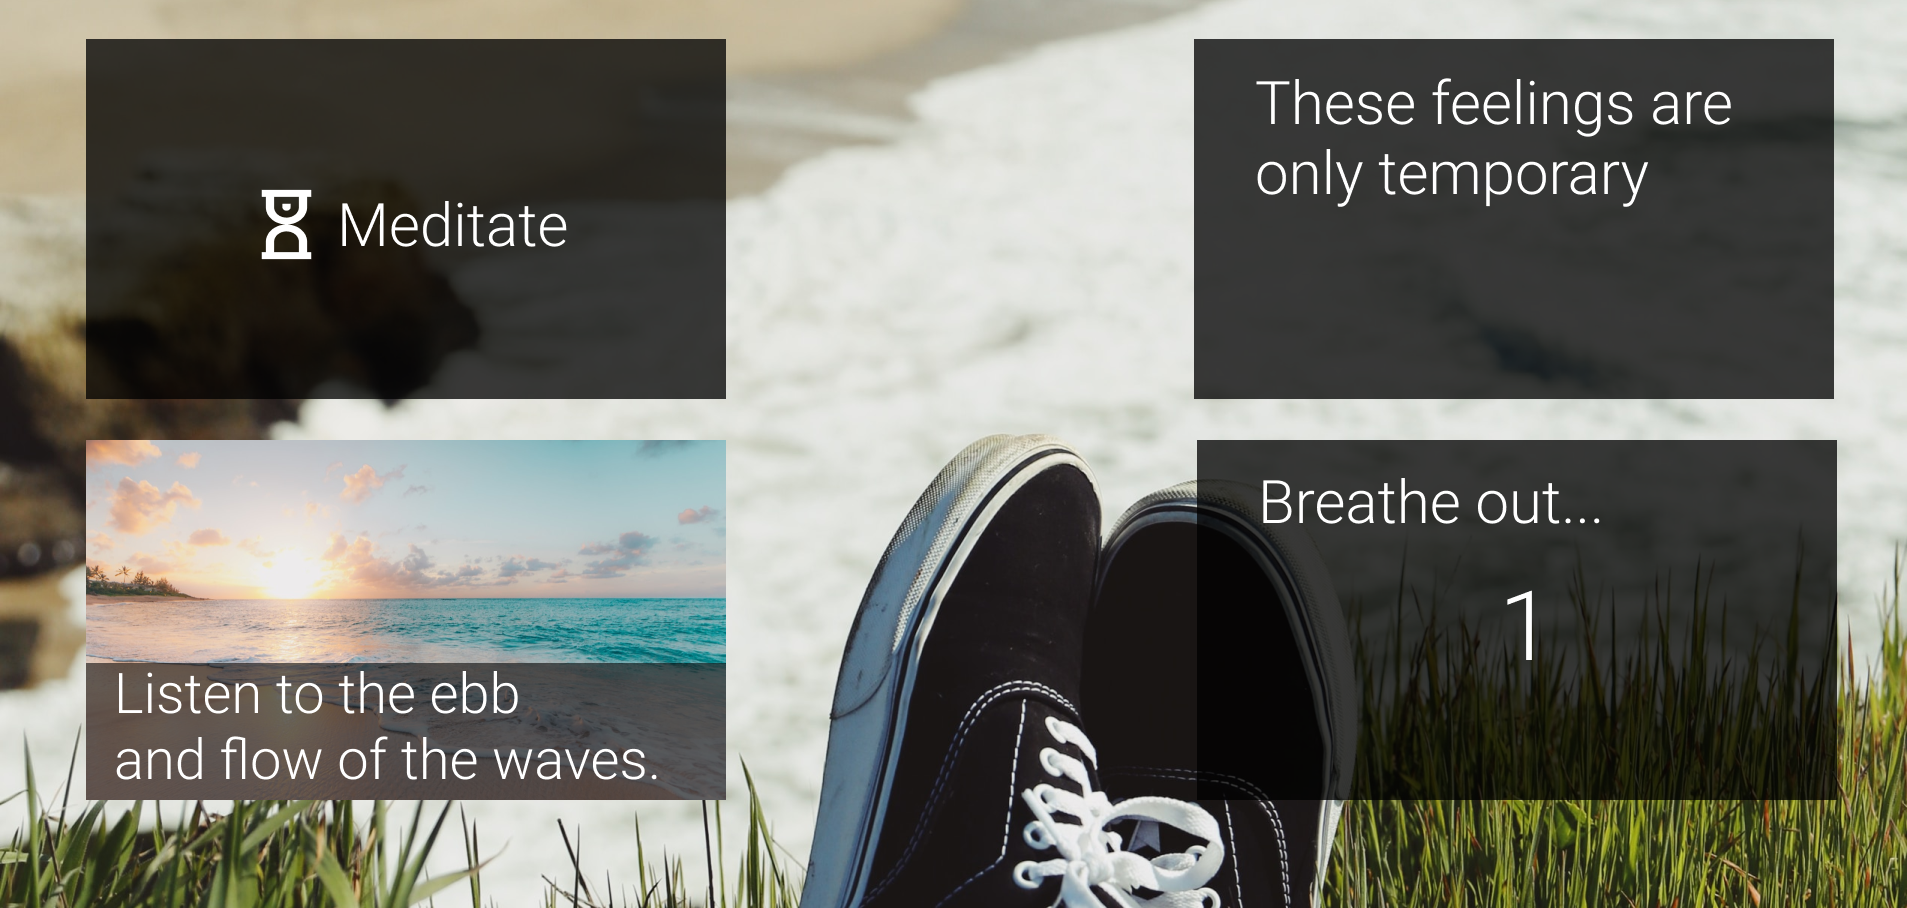 Meditate
These feelings are
only temporary
Listen to the ebb
and flow of the waves.
Breathe out...
1